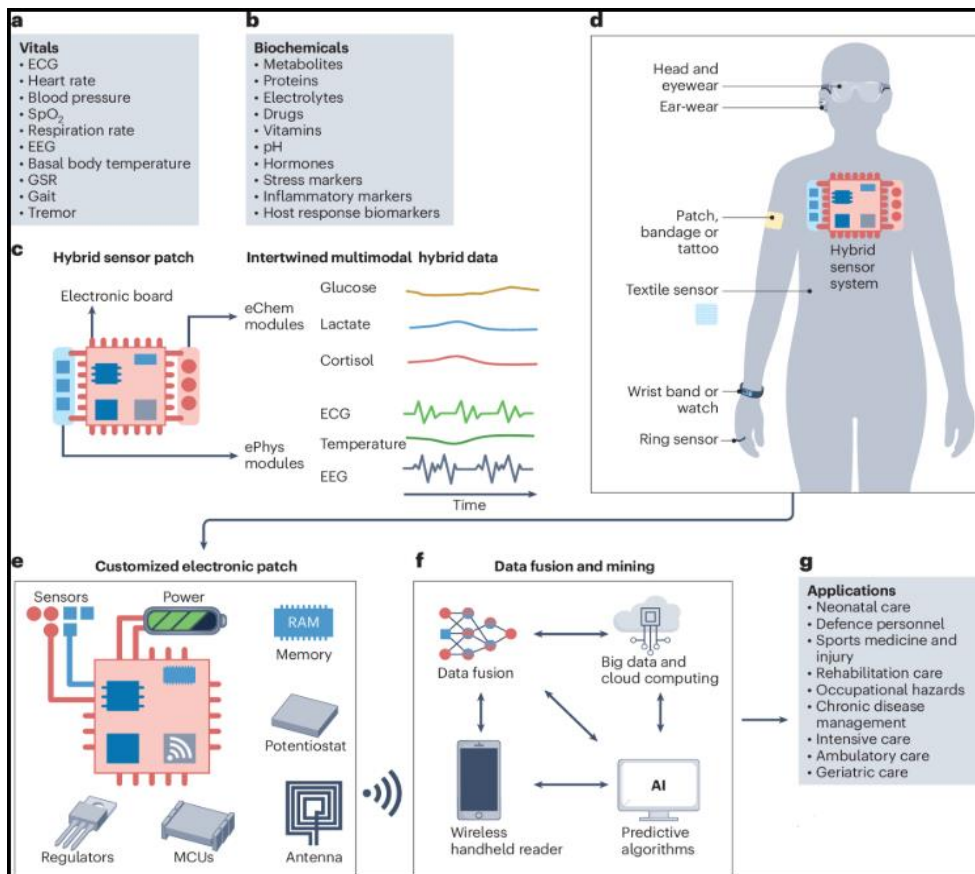 a
Vitals
• ECG
• Heart rate
• Blood pressure
• SpO₂
• Respiration rate
• EEG
• Basal body temperature
• GSR
• Gait
• Tremor
b
Biochemicals
• Metabolites
• Proteins
• Electrolytes
• Drugs
• Vitamins
• pH
• Hormones
• Stress markers
• Inflammatory markers
• Host response biomarkers
c
Hybrid sensor patch
Electronic board
Intertwined multimodal hybrid data
eChem
modules
Glucose
Lactate
Cortisol
ePhys
modules
ECG
Temperature
EEG
Time
d
Head and
eyewear
Ear-wear
Patch,
bandage or
tattoo
Hybrid
sensor
system
Textile sensor
Wrist band or
watch
Ring sensor
e
Customized electronic patch
Sensors
Power
RAM
Memory
Potentiostat
Regulators
MCUs
Antenna
f
Data fusion and mining
Data fusion
Big data and
cloud computing
Wireless
handheld reader
AI
Predictive
algorithms
g
Applications
• Neonatal care
• Defence personnel
• Sports medicine and
injury
• Rehabilitation care
• Occupational hazards
• Chronic disease
management
• Intensive care
• Ambulatory care
• Geriatric care